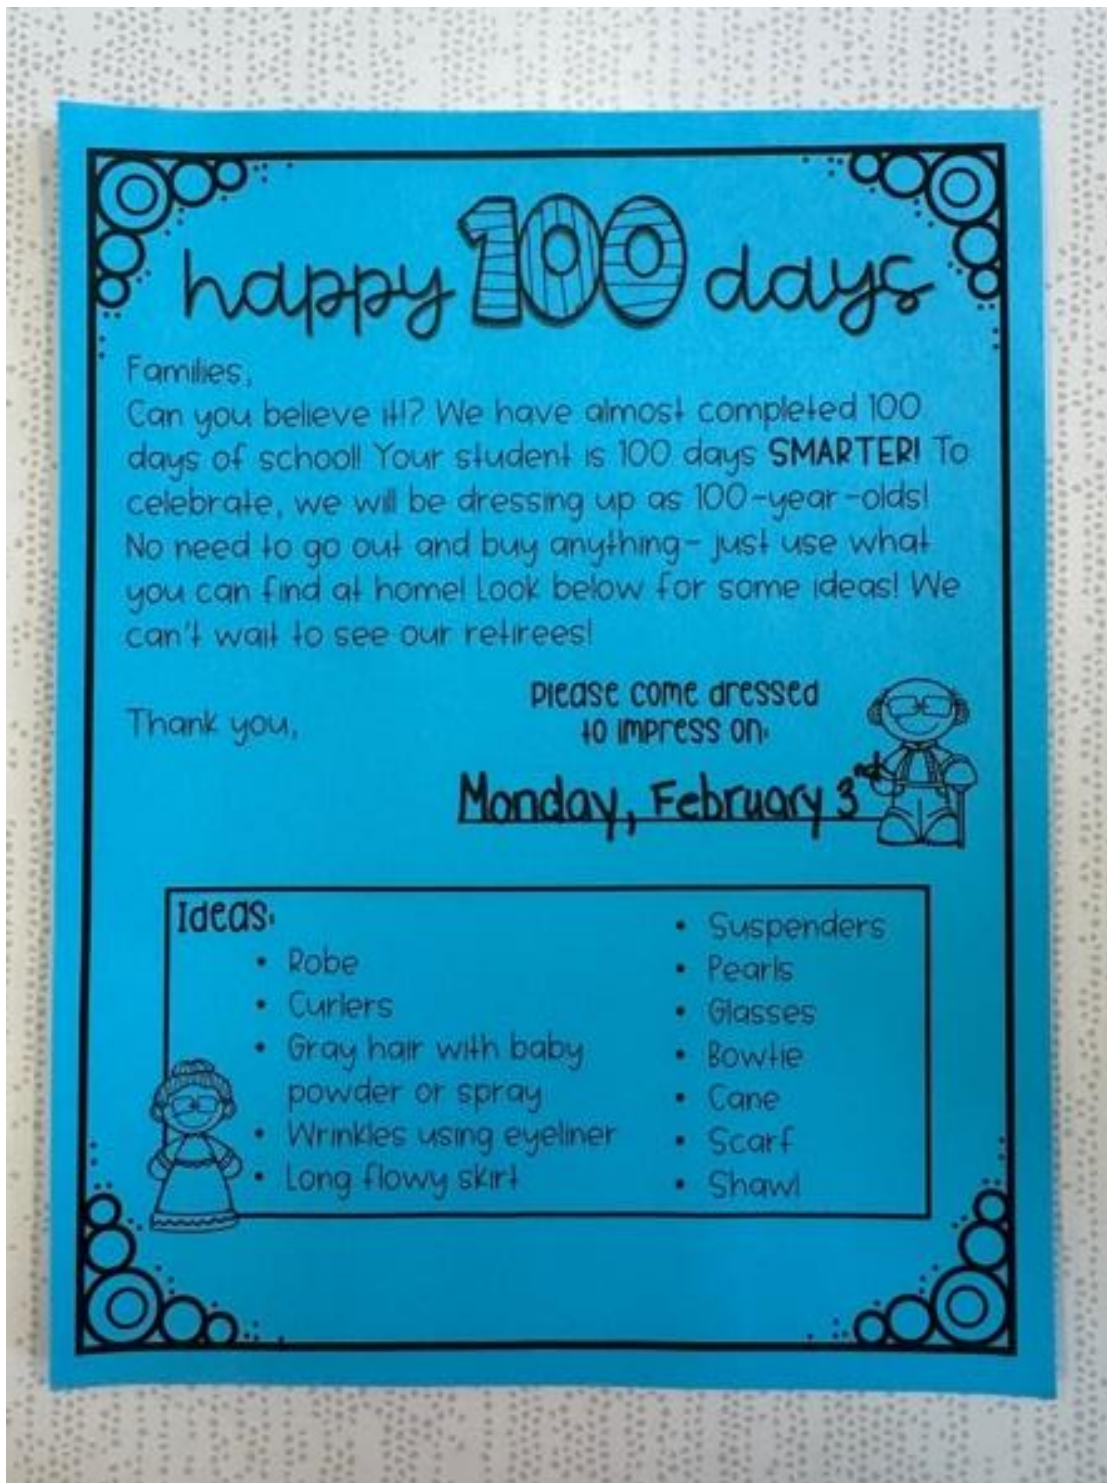 happy 100 days
Families,
Can you believe it!? We have almost completed 100
days of school! Your student is 100 days SMARTER! To
celebrate, we will be dressing up as 100-year-olds!
No need to go out and buy anything- just use what
you can find at home! Look below for some ideas! We
can't wait to see our retirees!
Thank you,
Please come dressed
to impress on:
Monday, February 3rd
Ideas:
• Robe
• Curlers
• Gray hair with baby
powder or spray
• Wrinkles using eyeliner
• Long flowy skirt
• Suspenders
• Pearls
• Glasses
• Bowtie
• Cane
• Scarf
• Shawl